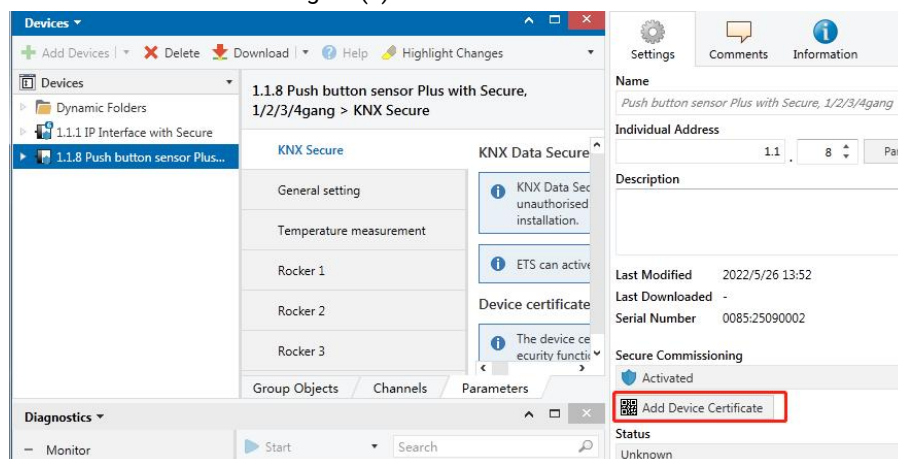 Devices
Add Devices Delete Download Help Highlight Changes
Devices
Dynamic Folders
1.1.1 IP Interface with Secure
1.1.8 Push button sensor Plus...
1.1.8 Push button sensor Plus with Secure,
1/2/3/4gang > KNX Secure
KNX Secure
General setting
Temperature measurement
Rocker 1
Rocker 2
Rocker 3
KNX Data Secure
KNX Data Sec
unauthorised
installation.
ETS can active
Device certificate
The device ce
ecurity functi
Group Objects Channels Parameters
Diagnostics
Monitor
Start Search
Settings Comments Information
Name
Push button sensor Plus with Secure, 1/2/3/4gang
Individual Address
1.1 . 8 Par
Description
Last Modified 2022/5/26 13:52
Last Downloaded -
Serial Number 0085:25090002
Secure Commissioning
Activated
Add Device Certificate
Status
Unknown